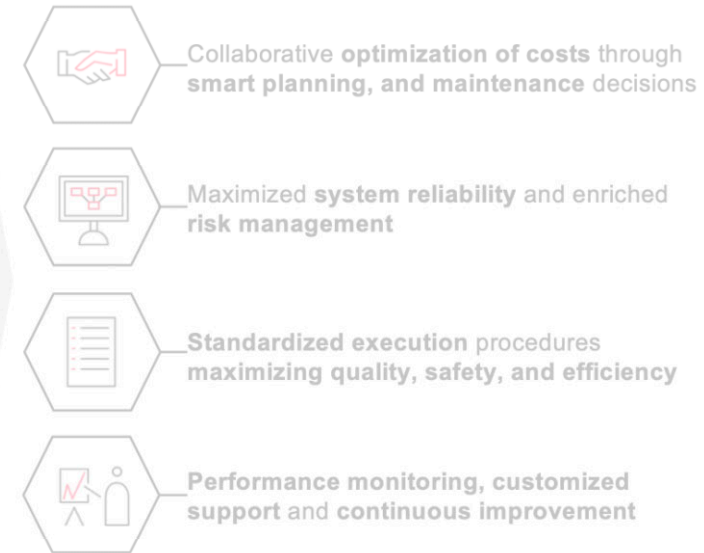 Collaborative optimization of costs through
smart planning, and maintenance decisions
Maximized system reliability and enriched
risk management
Standardized execution procedures
maximizing quality, safety, and efficiency
Performance monitoring, customized
support and continuous improvement